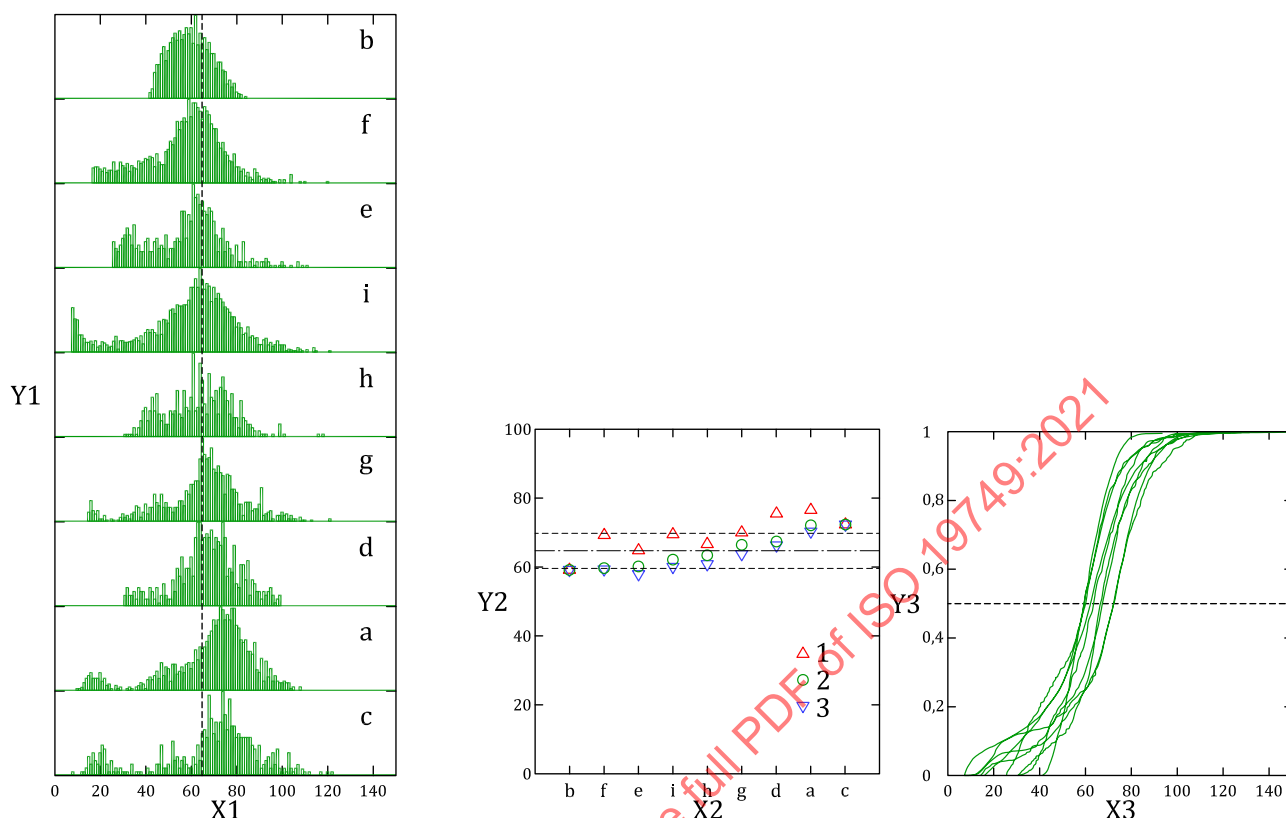 b
f
e
i
h
g
d
a
c
Y1
0 20 40 60 80 100 120 140
X1
100
80
60
40
20
0
Y2
1
2
3
b f e i h g d a c
X2
1
0,8
0,6
0,4
0,2
0
Y3
0 20 40 60 80 100 120 140
X3
e full PDF of ISO 19749:2021